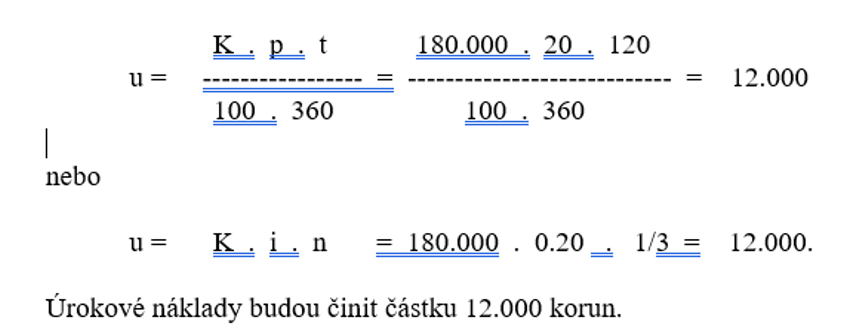 K . p . t 180.000 . 20 . 120
u = ----------------- = ---------------------------- = 12.000
100 . 360 100 . 360
nebo
u = K . i . n = 180.000 . 0.20 . 1/3 = 12.000.
Úrokové náklady budou činit částku 12.000 korun.